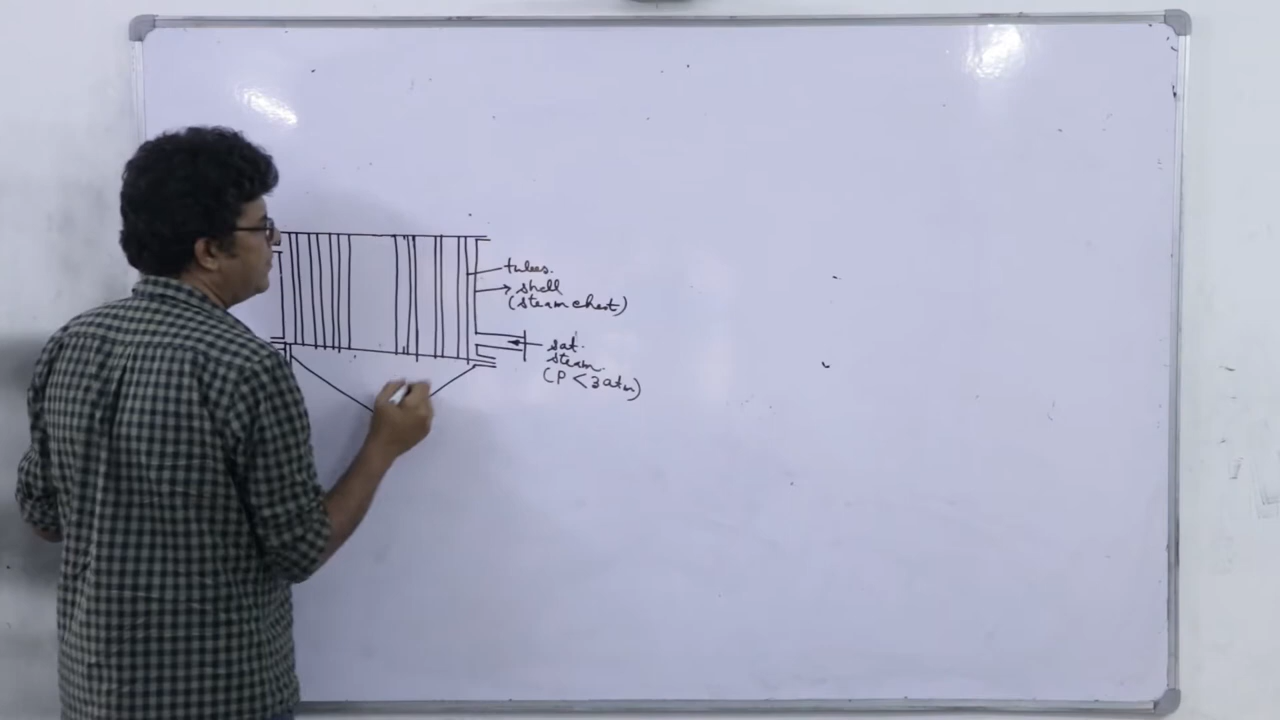 tubes.
shell
(steam chest)
sat.
steam.
(P < 3 atm)